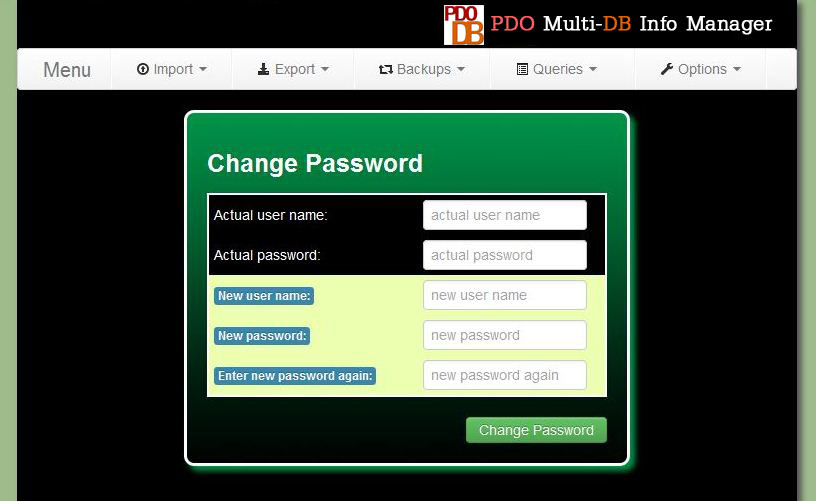 PDO DB PDO Multi-DB Info Manager
Menu Import Export Backups Queries Options
Change Password
Actual user name: actual user name
Actual password: actual password
New user name: new user name
New password: new password
Enter new password again: new password again
Change Password